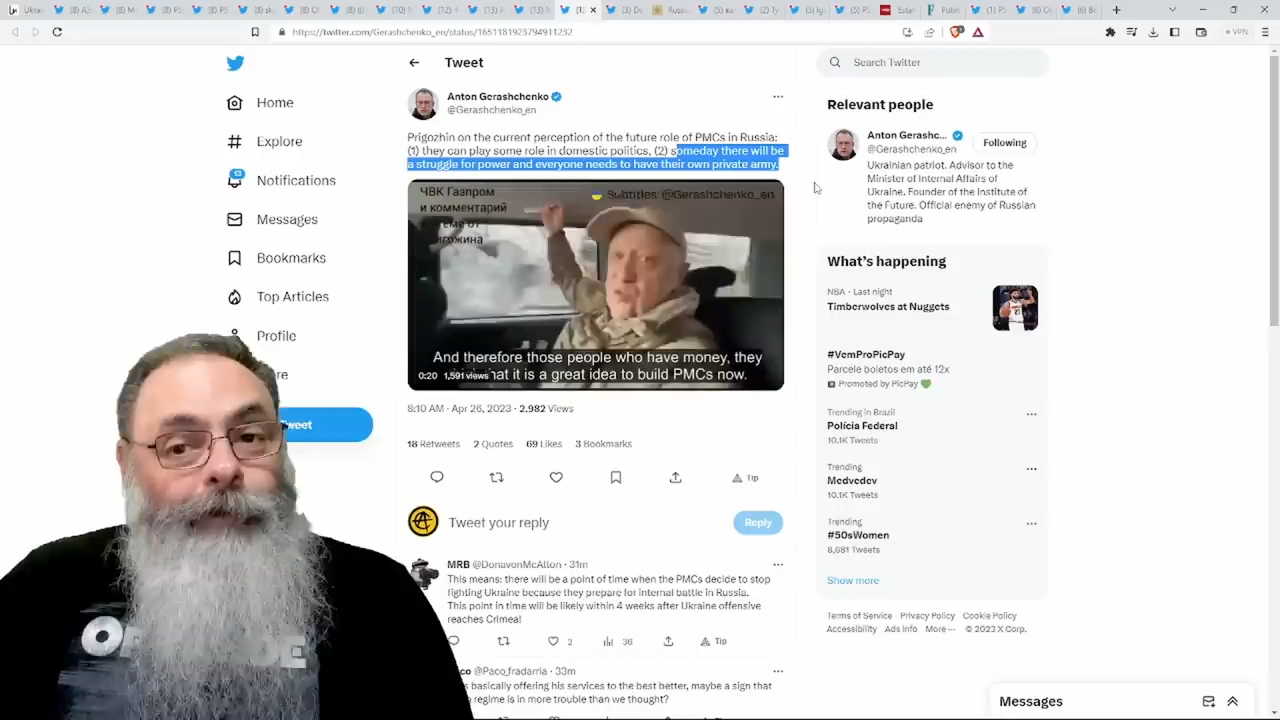 https://twitter.com/Gerashchenko_en/status/1651181923794911232
VPN
Home
Explore
Notifications
Messages
Bookmarks
Top Articles
Profile
Tweet
Anton Gerashchenko
@Gerashchenko_en
Prigozhin on the current perception of the future role of PMCs in Russia:
(1) they can play some role in domestic politics, (2) someday there will be
a struggle for power and everyone needs to have their own private army.
ЧВК Газпром
и комментарий
Subtitles: @Gerashchenko_en
And therefore those people who have money, they
hat it is a great idea to build PMCs now.
0:20 1,591 views
8:10 AM · Apr 26, 2023 · 2,982 Views
18 Retweets 2 Quotes 69 Likes 3 Bookmarks
Tip
Tweet your reply
Reply
MRB @DonavonMcAllon · 31m
This means: there will be a point of time when the PMCs decide to stop
fighting Ukraine because they prepare for internal battle in Russia.
This point in time will be likely within 4 weeks after Ukraine offensive
reaches Crimea!
2 36 Tip
co @Paco_fradarria · 33m
basically offering his services to the best better, maybe a sign that
regime is in more trouble than we thought?
Search Twitter
Relevant people
Anton Gerashc...
@Gerashchenko_en
Following
Ukrainian patriot. Advisor to the
Minister of Internal Affairs of
Ukraine. Founder of the Institute of
the Future. Official enemy of Russian
propaganda
What's happening
NBA · Last night
Timberwolves at Nuggets
#VemProPicPay
Parcele boletos em até 12x
Promoted by PicPay
Trending in Brazil
Polícia Federal
10.1K Tweets
Trending
Medvedev
10.1K Tweets
Trending
#50sWomen
8,681 Tweets
Show more
Terms of Service Privacy Policy Cookie Policy
Accessibility Ads info More ··· © 2023 X Corp.
Messages